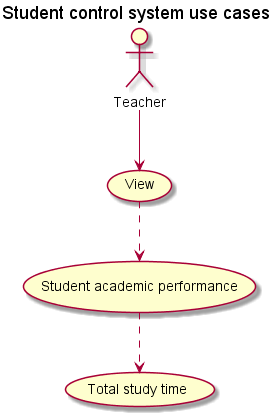 Student control system use cases
Teacher
View
Student academic performance
Total study time